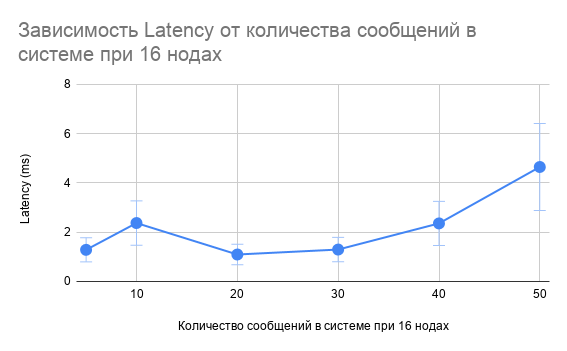 Зависимость Latency от количества сообщений в
системе при 16 нодах
8
6
4
2
0
Latency (ms)
10 20 30 40 50
Количество сообщений в системе при 16 нодах